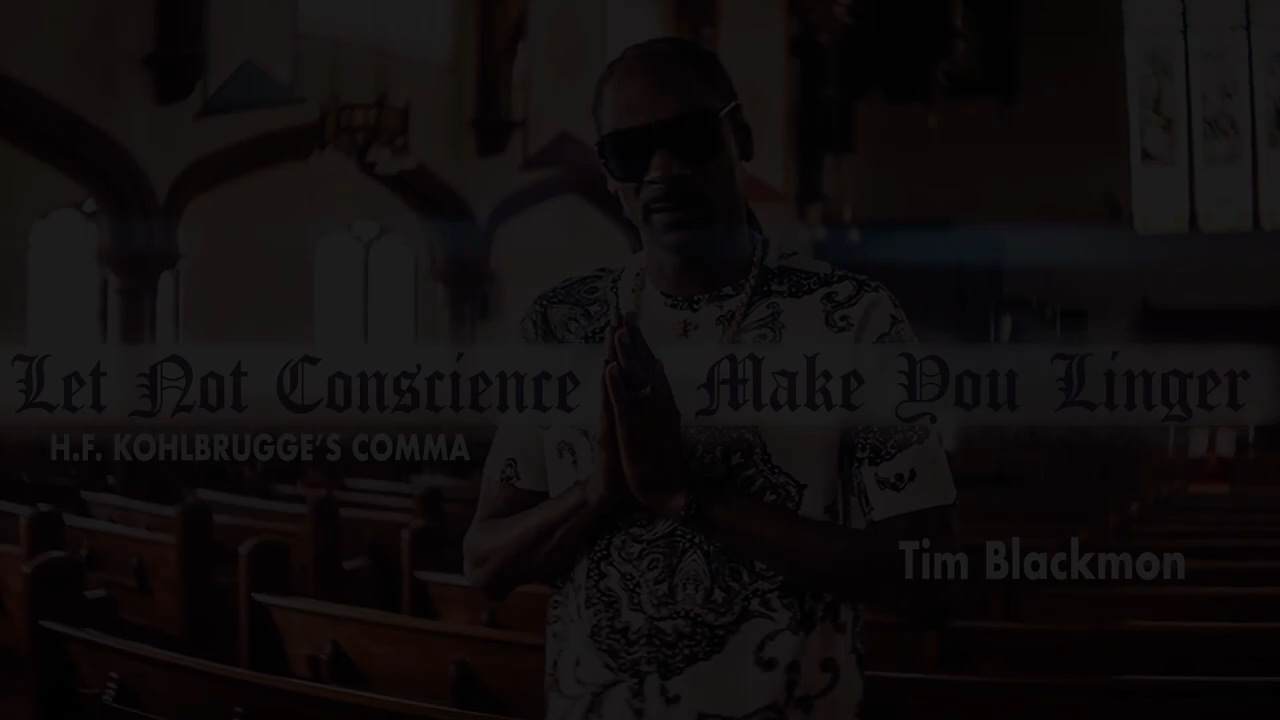 Let Not Conscience Make You Linger
H.F. KOHLBRUGGE’S COMMA
Tim Blackmon